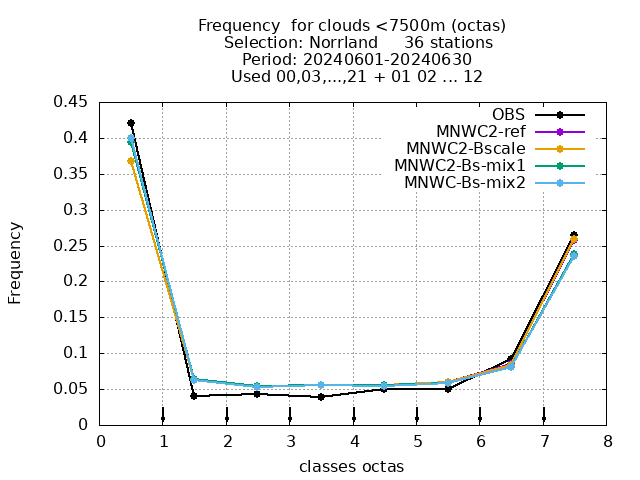 Frequency  for clouds <7500m (octas)
Selection: Norrland     36 stations
Period: 20240601-20240630
Used 00,03,...,21 + 01 02 ... 12
0.45
0.4
0.35
0.3
0.25
0.2
0.15
0.1
0.05
0
Frequency
OBS
MNWC2-ref
MNWC2-Bscale
MNWC2-Bs-mix1
MNWC-Bs-mix2
0 1 2 3 4 5 6 7 8
classes octas